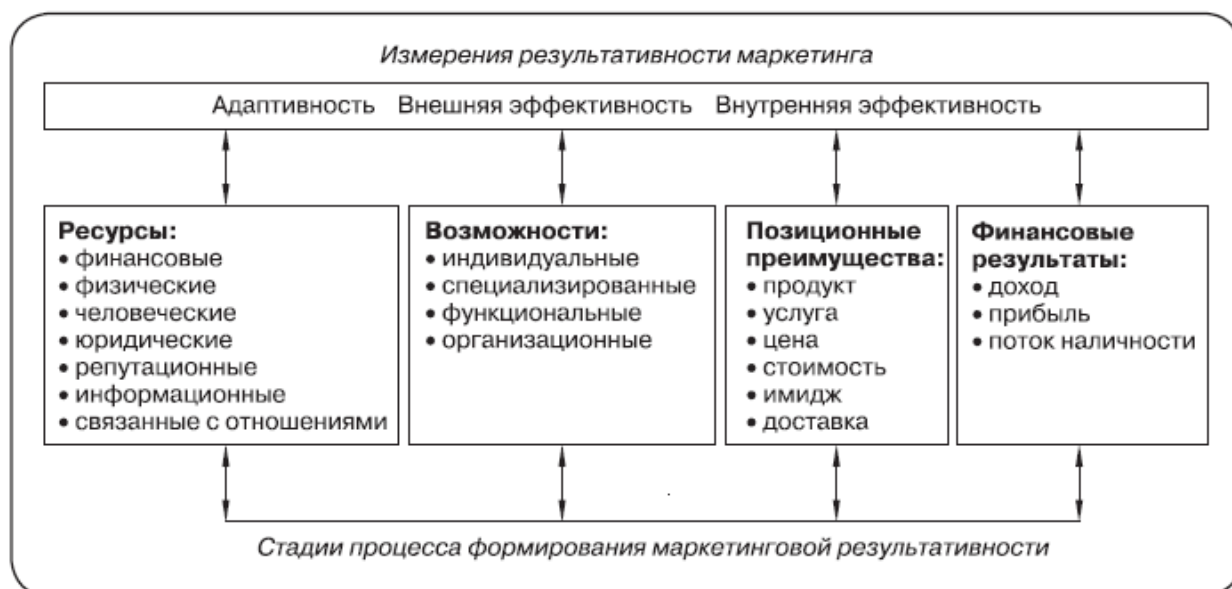 Измерения результативности маркетинга
Адаптивность Внешняя эффективность Внутренняя эффективность
Ресурсы:
• финансовые
• физические
• человеческие
• юридические
• репутационные
• информационные
• связанные с отношениями
Возможности:
• индивидуальные
• специализированные
• функциональные
• организационные
Позиционные
преимущества:
• продукт
• услуга
• цена
• стоимость
• имидж
• доставка
Финансовые
результаты:
• доход
• прибыль
• поток наличности
Стадии процесса формирования маркетинговой результативности